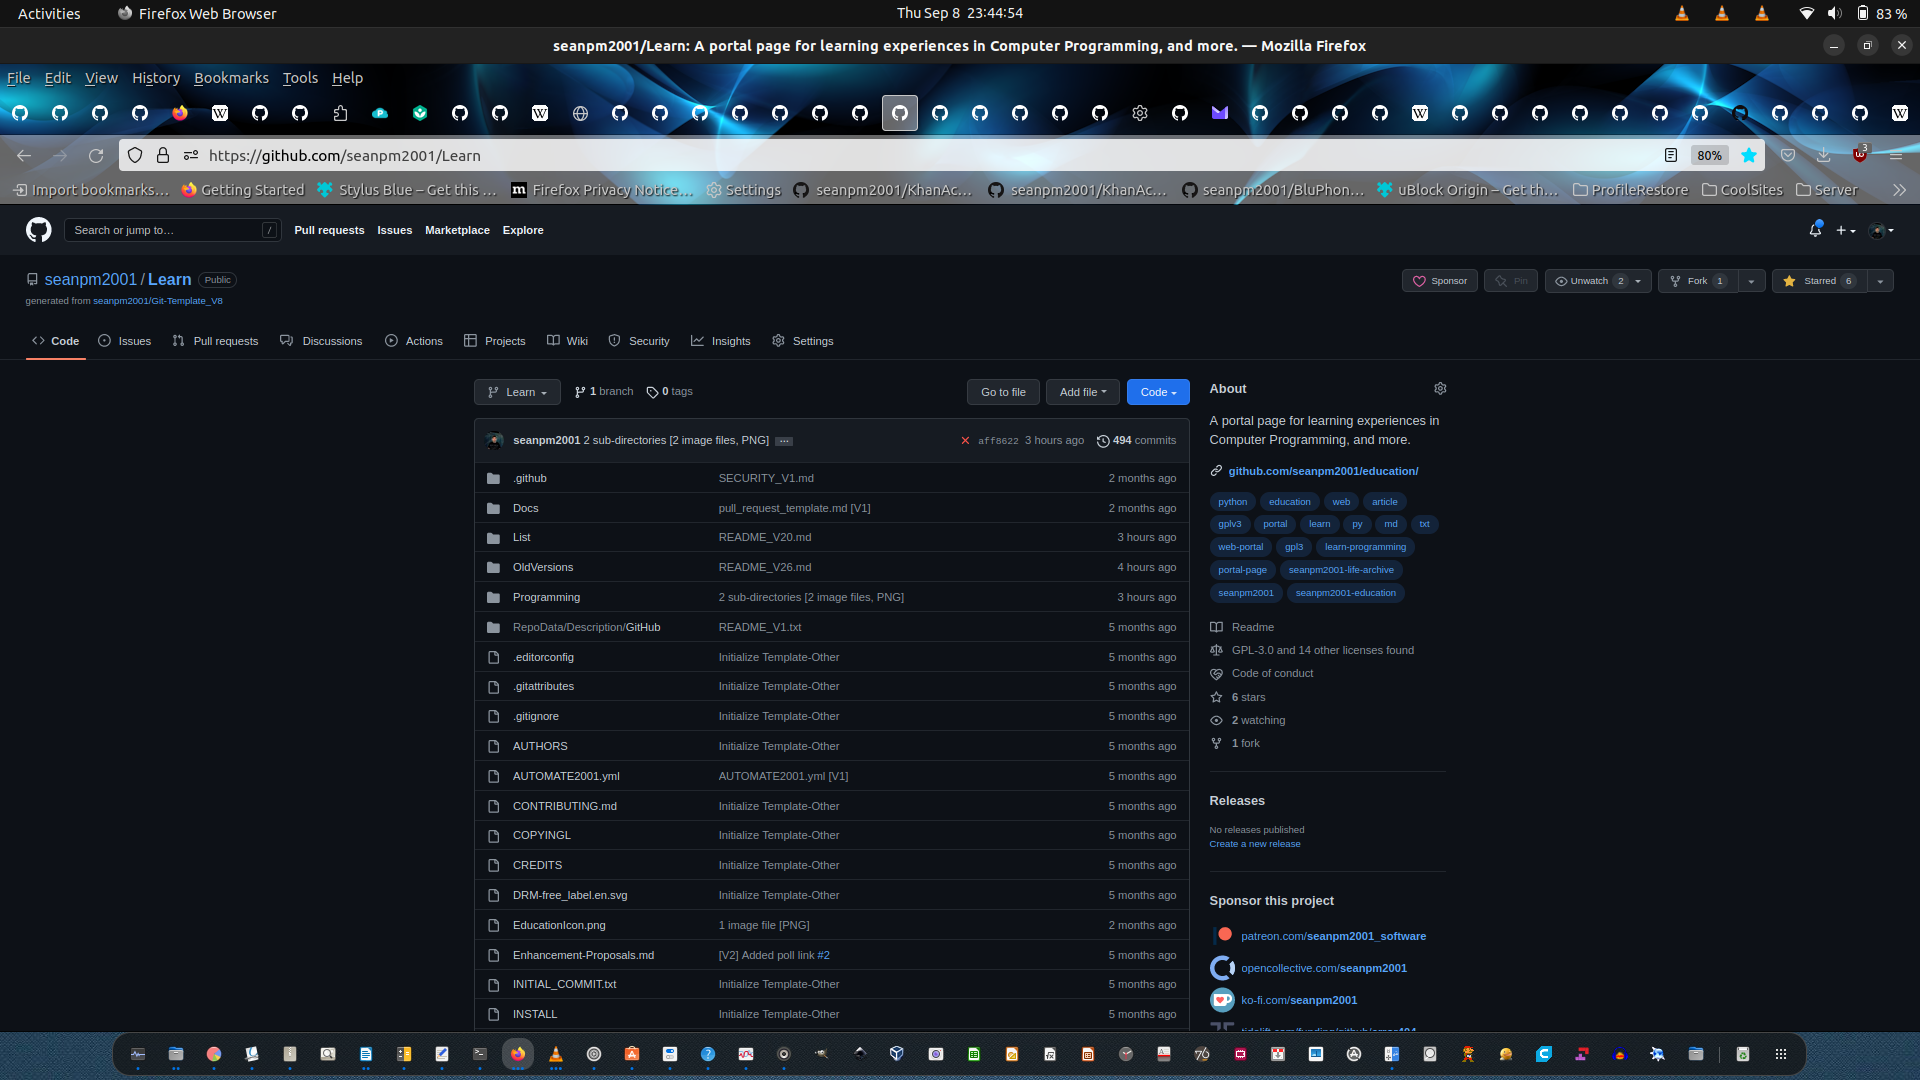 Activities
Firefox Web Browser
Thu Sep 8 23:44:54
83 %
seanpm2001/Learn: A portal page for learning experiences in Computer Programming, and more. — Mozilla Firefox
File Edit View History Bookmarks Tools Help
https://github.com/seanpm2001/Learn
80%
3
Import bookmarks…
Getting Started
Stylus Blue – Get this …
Firefox Privacy Notice…
Settings
seanpm2001/KhanAc…
seanpm2001/KhanAc…
seanpm2001/BluPhon…
uBlock Origin – Get th…
ProfileRestore
CoolSites
Server
Search or jump to…
/
Pull requests
Issues
Marketplace
Explore
seanpm2001 / Learn
Public
generated from seanpm2001/Git-Template_V8
Sponsor
Pin
Unwatch 2
Fork 1
Starred 6
Code
Issues
Pull requests
Discussions
Actions
Projects
Wiki
Security
Insights
Settings
Learn
1 branch
0 tags
Go to file
Add file
Code
seanpm2001 2 sub-directories [2 image files, PNG] …
aff8622 3 hours ago
494 commits
.github SECURITY_V1.md 2 months ago
Docs pull_request_template.md [V1] 2 months ago
List README_V20.md 3 hours ago
OldVersions README_V26.md 4 hours ago
Programming 2 sub-directories [2 image files, PNG] 3 hours ago
RepoData/Description/GitHub README_V1.txt 5 months ago
.editorconfig Initialize Template-Other 5 months ago
.gitattributes Initialize Template-Other 5 months ago
.gitignore Initialize Template-Other 5 months ago
AUTHORS Initialize Template-Other 5 months ago
AUTOMATE2001.yml AUTOMATE2001.yml [V1] 5 months ago
CONTRIBUTING.md Initialize Template-Other 5 months ago
COPYINGL Initialize Template-Other 5 months ago
CREDITS Initialize Template-Other 5 months ago
DRM-free_label.en.svg Initialize Template-Other 5 months ago
EducationIcon.png 1 image file [PNG] 2 months ago
Enhancement-Proposals.md [V2] Added poll link #2 5 months ago
INITIAL_COMMIT.txt Initialize Template-Other 5 months ago
INSTALL Initialize Template-Other 5 months ago
About
A portal page for learning experiences in
Computer Programming, and more.
github.com/seanpm2001/education/
python education web article
gplv3 portal learn py md txt
web-portal gpl3 learn-programming
portal-page seanpm2001-life-archive
seanpm2001 seanpm2001-education
Readme
GPL-3.0 and 14 other licenses found
Code of conduct
6 stars
2 watching
1 fork
Releases
No releases published
Create a new release
Sponsor this project
patreon.com/seanpm2001_software
opencollective.com/seanpm2001
ko-fi.com/seanpm2001
tidelift.com/funding/github/error404